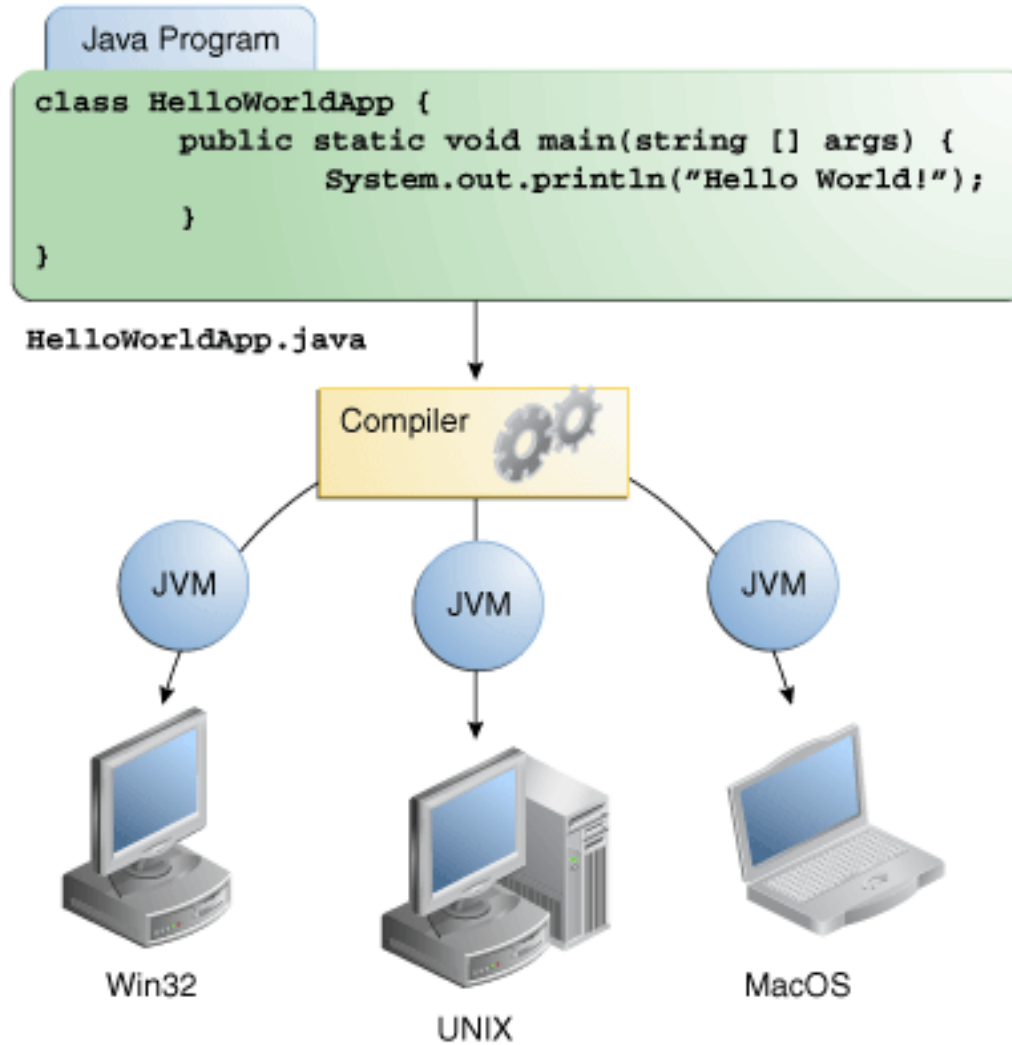 Java Program
class HelloWorldApp {
public static void main(string [] args) {
System.out.println(”Hello World!”);
}
}
HelloWorldApp.java
Compiler
JVM
JVM
JVM
Win32
UNIX
MacOS